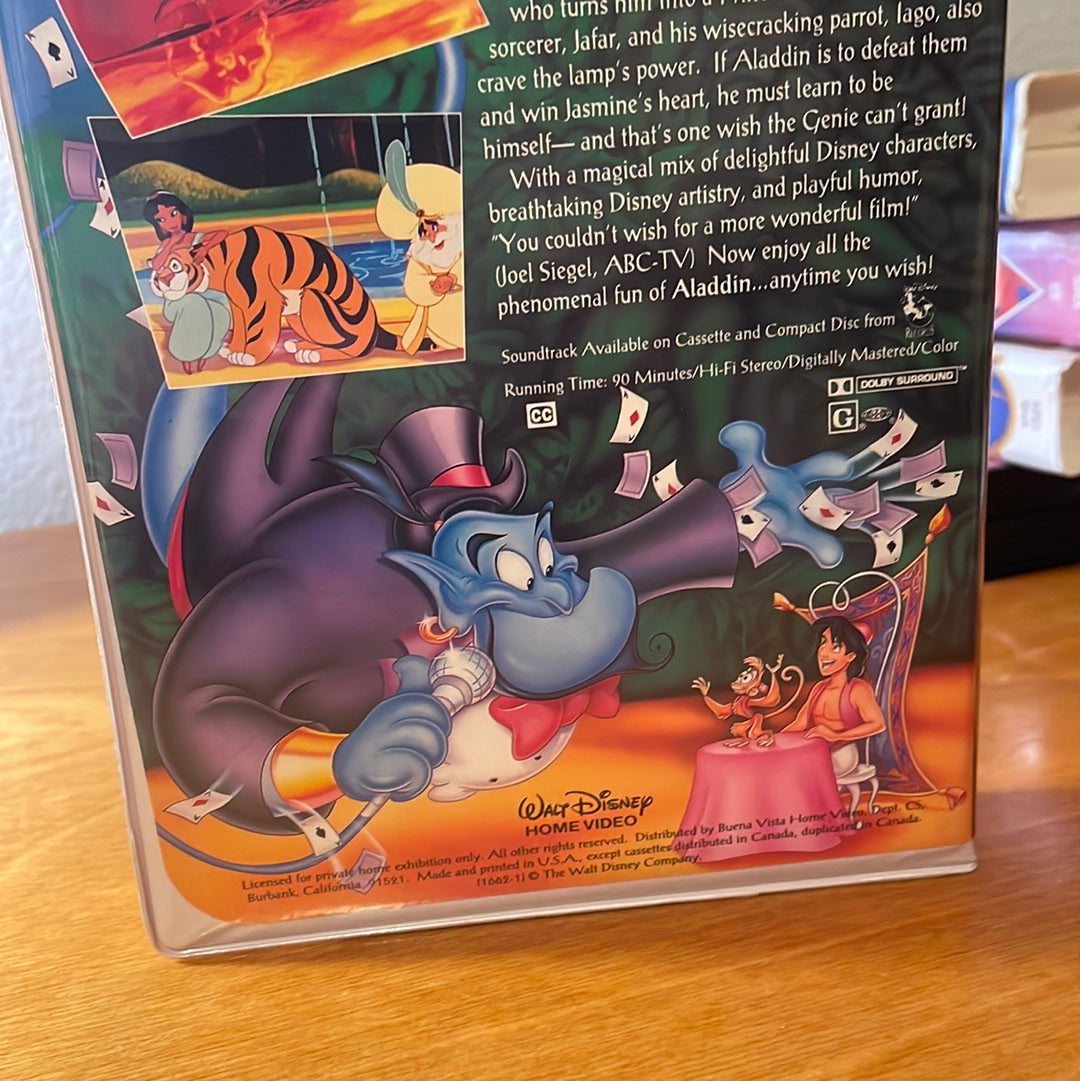 who turns him into a
sorcerer, Jafar, and his wisecracking parrot, Iago, also
crave the lamp's power. If Aladdin is to defeat them
and win Jasmine's heart, he must learn to be
himself— and that's one wish the Genie can't grant!
With a magical mix of delightful Disney characters,
breathtaking Disney artistry, and playful humor,
"You couldn't wish for a more wonderful film!"
(Joel Siegel, ABC-TV) Now enjoy all the
phenomenal fun of Aladdin...anytime you wish!
Soundtrack Available on Cassette and Compact Disc from
Walt Disney
Records
Running Time: 90 Minutes/Hi-Fi Stereo/Digitally Mastered/Color
CC
DOLBY SURROUND™
G ®
WALT DISNEY
HOME VIDEO
Licensed for private home exhibition only. All other rights reserved. Distributed by Buena Vista Home Video, Dept. CS,
Burbank, California 91521. Made and printed in U.S.A., except cassettes distributed in Canada, duplicated in Canada.
(1662-1) © The Walt Disney Company.